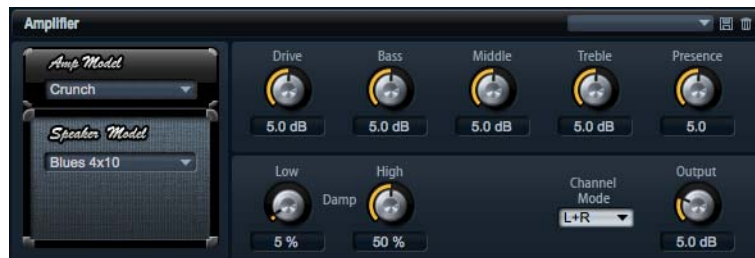 Amplifier
Amp Model
Crunch
Speaker Model
Blues 4x10
Drive Bass Middle Treble Presence
5.0 dB 5.0 dB 5.0 dB 5.0 dB 5.0
Low High
Damp
Channel Mode
Output
L+R
5 % 50 % 5.0 dB